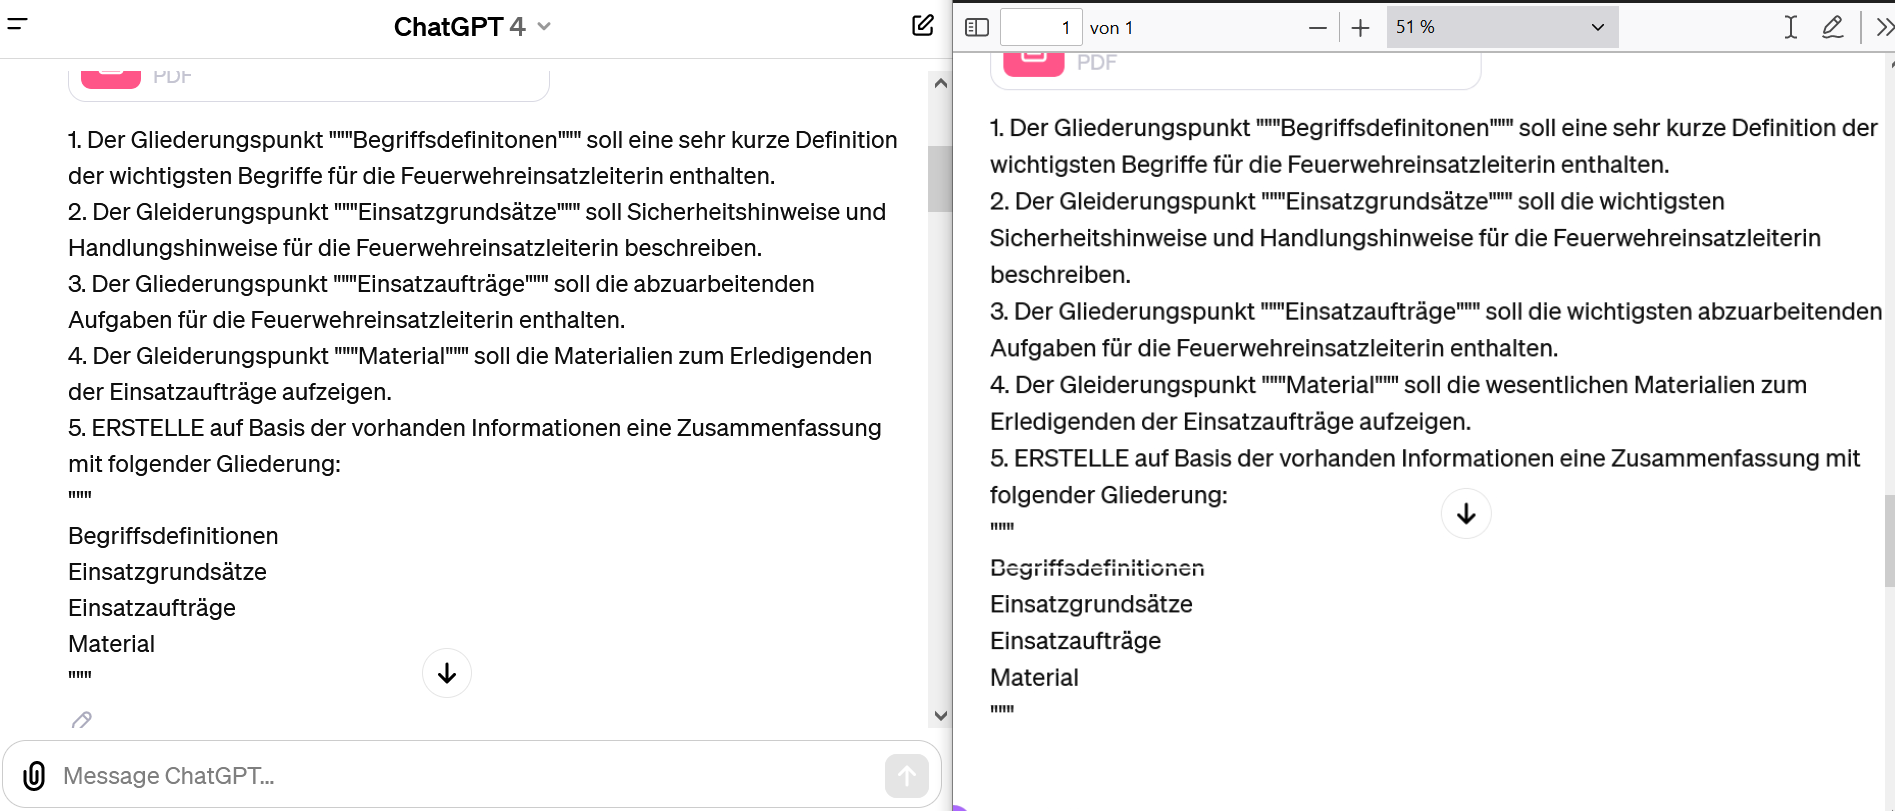 ChatGPT 4
PDF
1. Der Gliederungspunkt """Begriffsdefinitonen""" soll eine sehr kurze Definition
der wichtigsten Begriffe für die Feuerwehreinsatzleiterin enthalten.
2. Der Gleiderungspunkt """Einsatzgrundsätze""" soll Sicherheitshinweise und
Handlungshinweise für die Feuerwehreinsatzleiterin beschreiben.
3. Der Gliederungspunkt """Einsatzaufträge""" soll die abzuarbeitenden
Aufgaben für die Feuerwehreinsatzleiterin enthalten.
4. Der Gleiderungspunkt """Material""" soll die Materialien zum Erledigenden
der Einsatzaufträge aufzeigen.
5. ERSTELLE auf Basis der vorhanden Informationen eine Zusammenfassung
mit folgender Gliederung:
"""
Begriffsdefinitionen
Einsatzgrundsätze
Einsatzaufträge
Material
"""
Message ChatGPT...
1 von 1
51 %
PDF
1. Der Gliederungspunkt """Begriffsdefinitonen""" soll eine sehr kurze Definition der
wichtigsten Begriffe für die Feuerwehreinsatzleiterin enthalten.
2. Der Gleiderungspunkt """Einsatzgrundsätze""" soll die wichtigsten
Sicherheitshinweise und Handlungshinweise für die Feuerwehreinsatzleiterin
beschreiben.
3. Der Gliederungspunkt """Einsatzaufträge""" soll die wichtigsten abzuarbeitenden
Aufgaben für die Feuerwehreinsatzleiterin enthalten.
4. Der Gleiderungspunkt """Material""" soll die wesentlichen Materialien zum
Erledigenden der Einsatzaufträge aufzeigen.
5. ERSTELLE auf Basis der vorhanden Informationen eine Zusammenfassung mit
folgender Gliederung:
"""
Begriffsdefinitionen
Einsatzgrundsätze
Einsatzaufträge
Material
"""